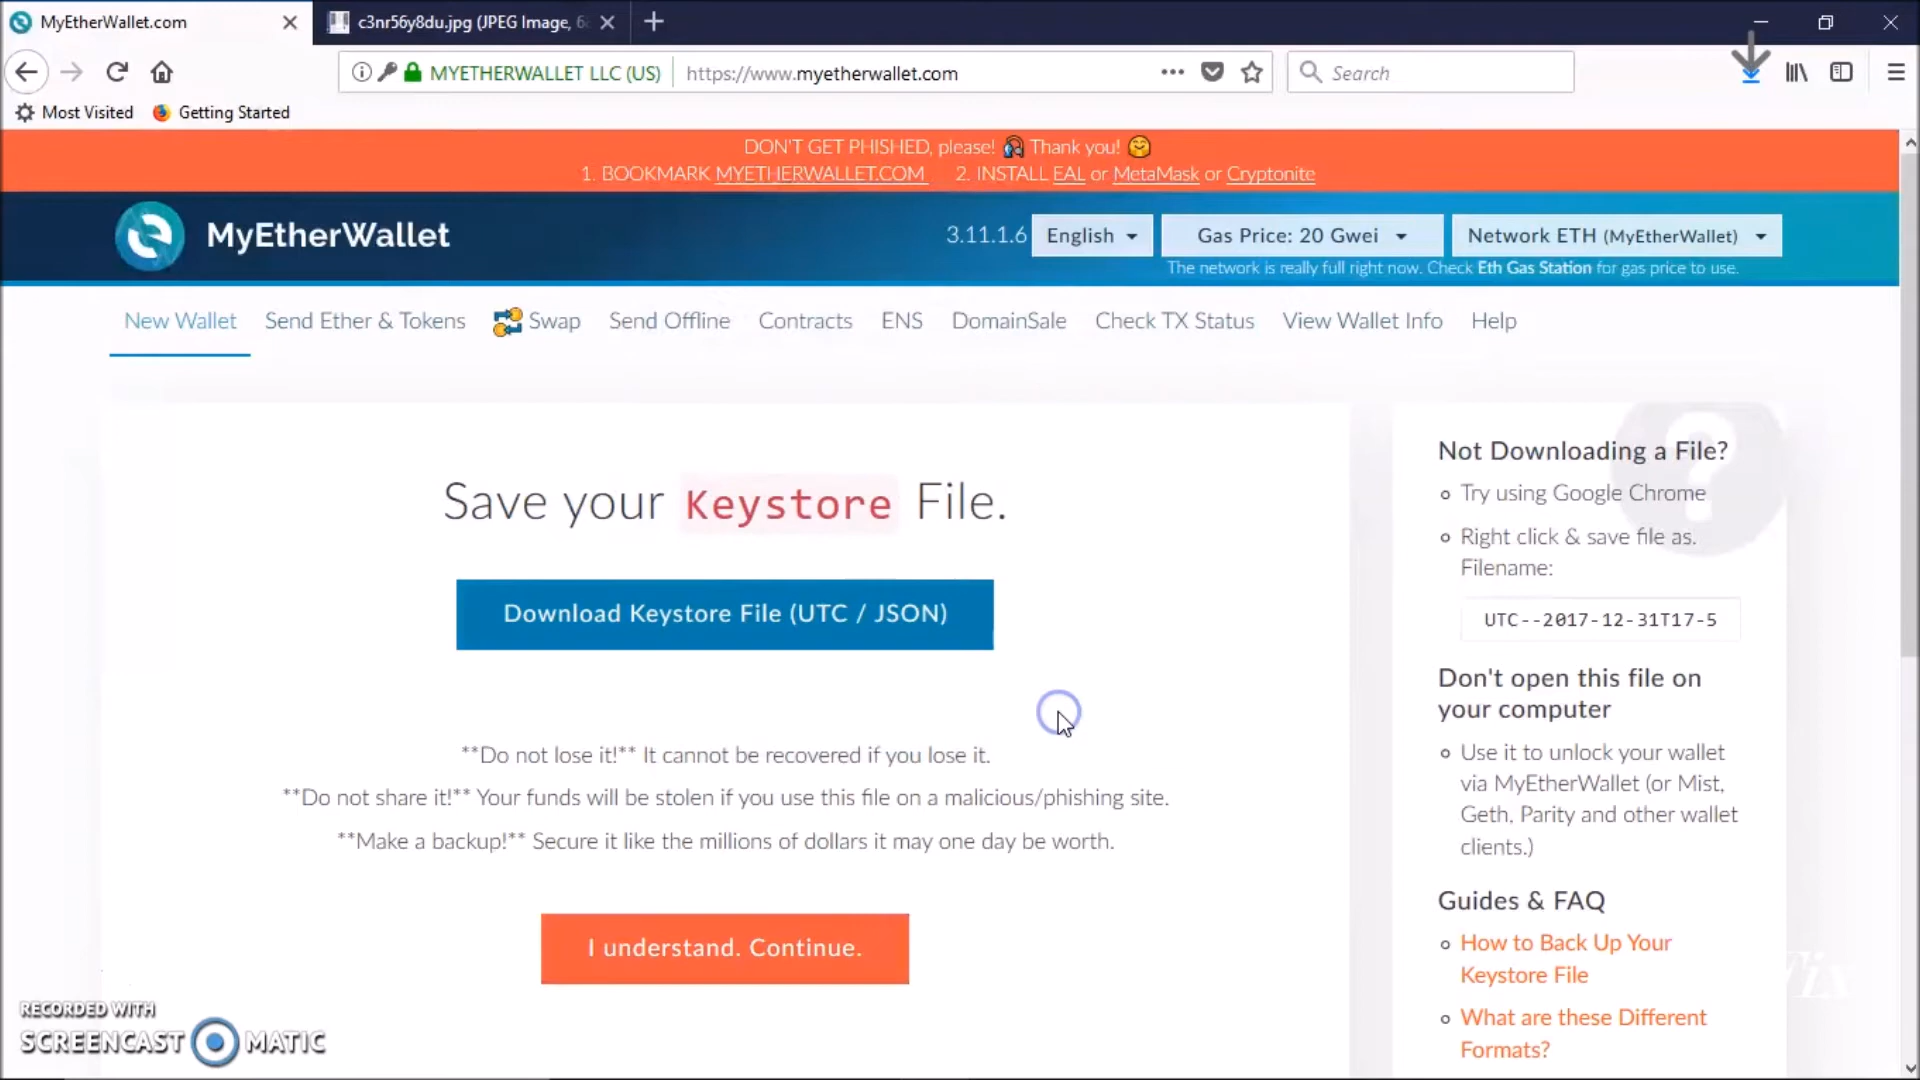 MyEtherWallet.com
c3nr56y8du.jpg (JPEG Image, 6
MYETHERWALLET LLC (US)
https://www.myetherwallet.com
Search
Most Visited
Getting Started
DON'T GET PHISHED, please! Thank you!
1. BOOKMARK MYETHERWALLET.COM 2. INSTALL EAL or MetaMask or Cryptonite
MyEtherWallet
3.11.1.6
English
Gas Price: 20 Gwei
Network ETH (MyEtherWallet)
The network is really full right now. Check Eth Gas Station for gas price to use.
New Wallet
Send Ether & Tokens
Swap
Send Offline
Contracts
ENS
DomainSale
Check TX Status
View Wallet Info
Help
Save your Keystore File.
Download Keystore File (UTC / JSON)
**Do not lose it!** It cannot be recovered if you lose it.
**Do not share it!** Your funds will be stolen if you use this file on a malicious/phishing site.
**Make a backup!** Secure it like the millions of dollars it may one day be worth.
I understand. Continue.
Not Downloading a File?
Try using Google Chrome
Right click & save file as.
Filename:
UTC--2017-12-31T17-5
Don't open this file on
your computer
Use it to unlock your wallet
via MyEtherWallet (or Mist,
Geth, Parity and other wallet
clients.)
Guides & FAQ
How to Back Up Your
Keystore File
What are these Different
Formats?
RECORDED WITH
SCREENCAST MATIC